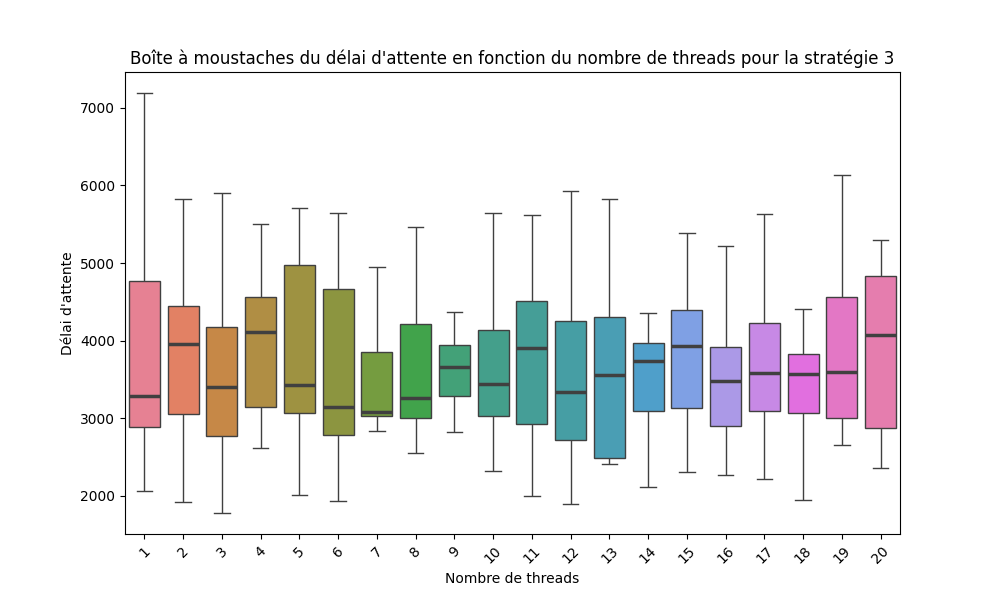 Boîte à moustaches du délai d'attente en fonction du nombre de threads pour la stratégie 3
7000
6000
5000
4000
3000
2000
Délai d'attente
1 2 3 4 5 6 7 8 9 10 11 12 13 14 15 16 17 18 19 20
Nombre de threads